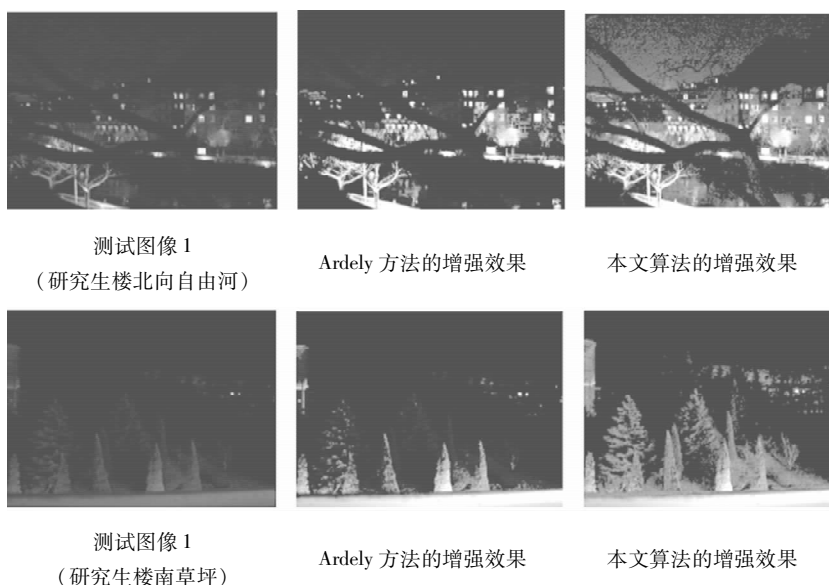 测试图像 1
（研究生楼北向自由河）
Ardely 方法的增强效果
本文算法的增强效果
测试图像 1
（研究生楼南草坪）
Ardely 方法的增强效果
本文算法的增强效果